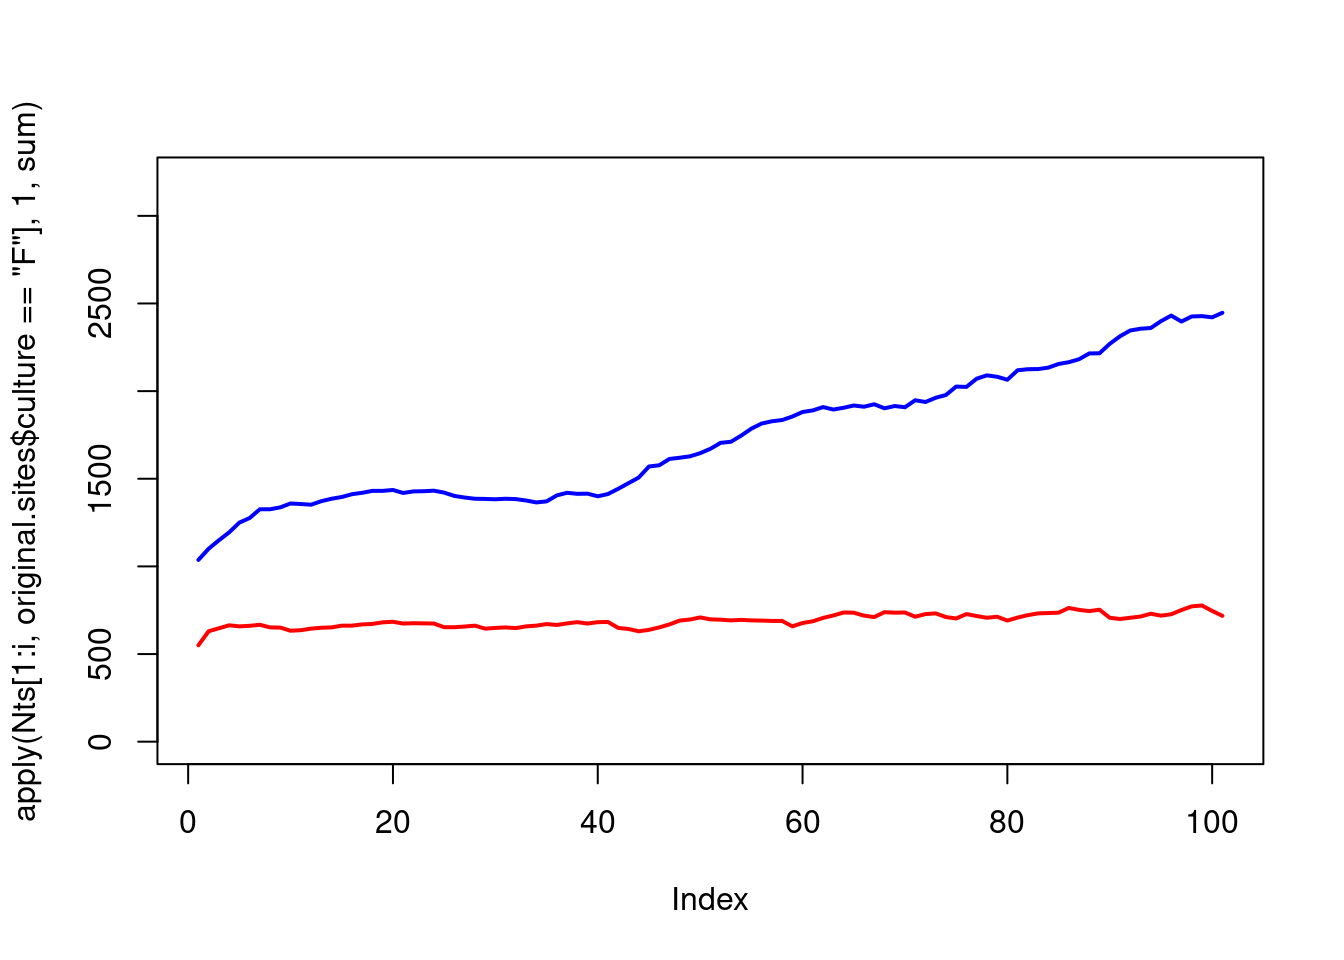 apply(Nts[1:i, original.sites$culture == "F"], 1, sum)
2500
1500
500
0
0 20 40 60 80 100
Index